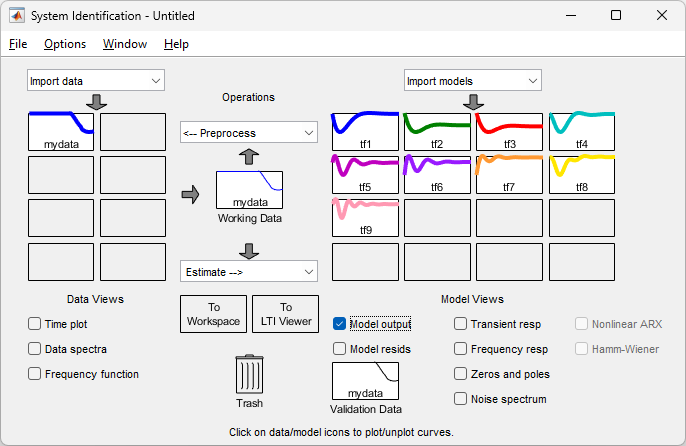 System Identification - Untitled
File Options Window Help
Import data
Import models
Operations
mydata
<-- Preprocess
tf1 tf2 tf3 tf4
tf5 tf6 tf7 tf8
tf9
mydata
Working Data
Estimate -->
Data Views
Time plot
Data spectra
Frequency function
To
Workspace
To
LTI Viewer
Trash
Model Views
Model output
Transient resp
Nonlinear ARX
Model resids
Frequency resp
Hamm-Wiener
Zeros and poles
Noise spectrum
mydata
Validation Data
Click on data/model icons to plot/unplot curves.